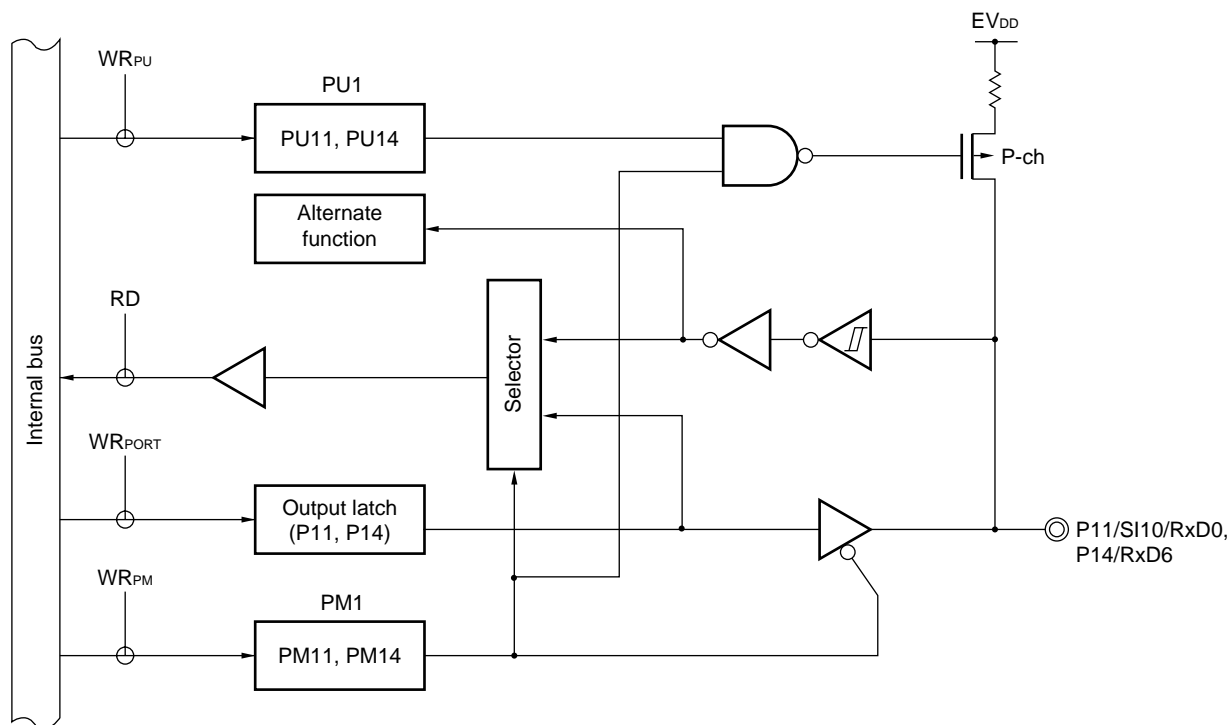 EVDD
WRPU
PU1
PU11, PU14
P-ch
Alternate
function
RD
Selector
Internal bus
WRPORT
Output latch
(P11, P14)
P11/SI10/RxD0,
P14/RxD6
WRPM
PM1
PM11, PM14